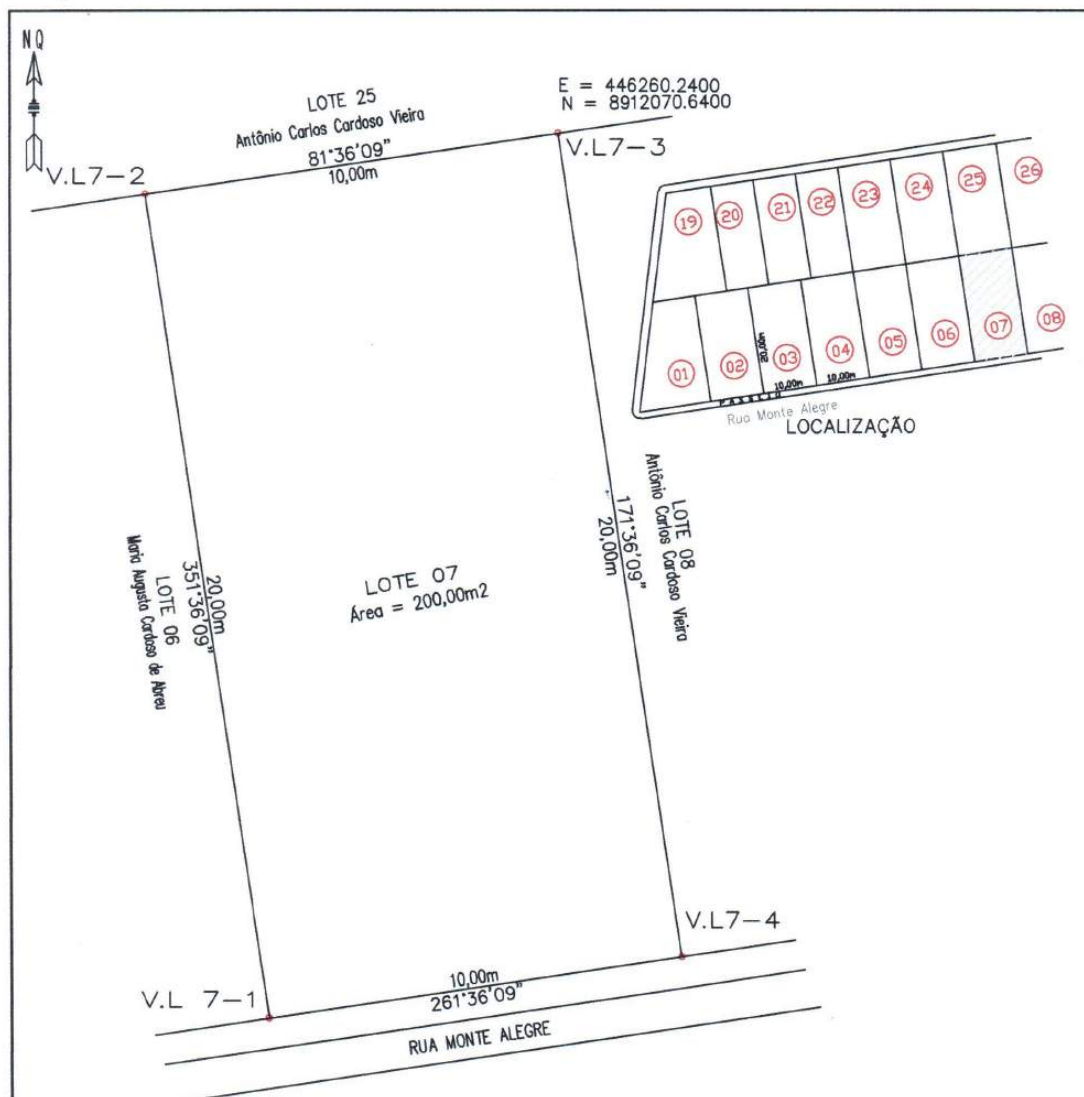 NQ
E = 446260.2400
N = 8912070.6400
LOTE 25
Antônio Carlos Cardoso Vieira
81°36'09"
10,00m
V.L7-2
V.L7-3
19
20
21
22
23
24
25
26
01
02
20,00m
03
04
05
06
07
08
10,00m
10,00m
PASSEIO
Rua Monte Alegre
LOCALIZAÇÃO
LOTE 08
Antônio Carlos Cardoso Vieira
171°36'09"
20,00m
20,00m
351°36'09"
LOTE 06
Maria Augusta Cardoso de Abreu
LOTE 07
Área = 200,00m2
V.L7-4
V.L 7-1
10,00m
261°36'09"
RUA MONTE ALEGRE